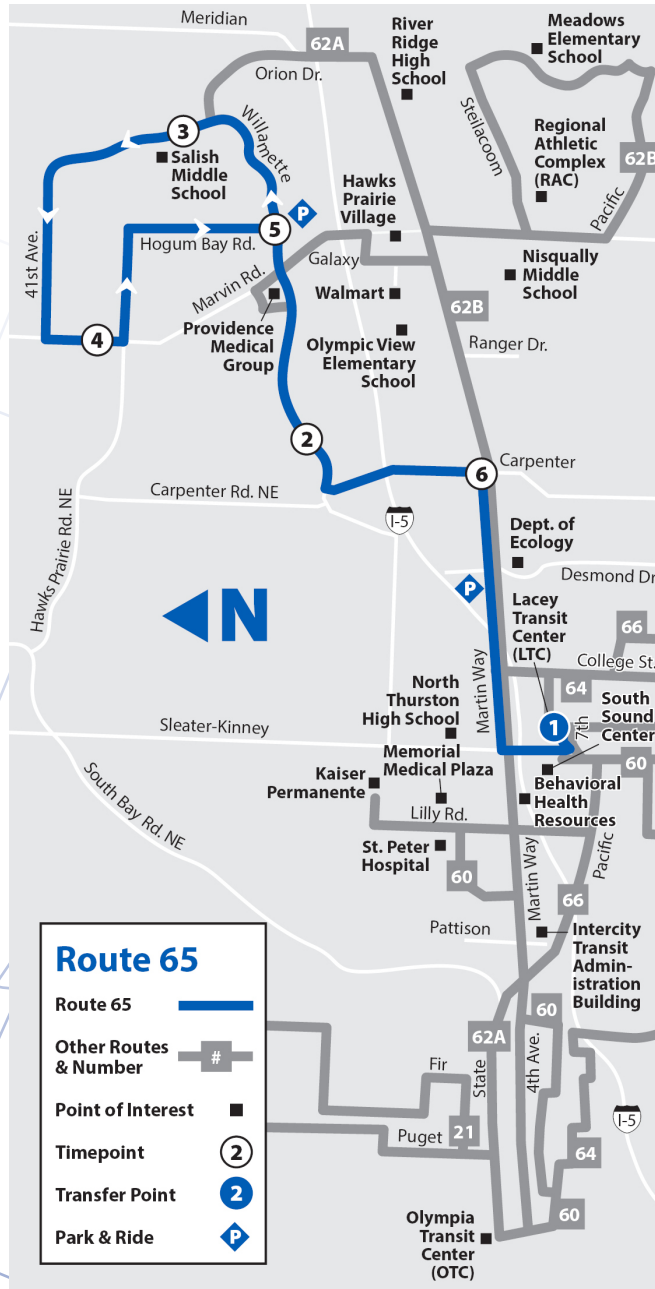 Meridian
62A
Orion Dr.
River
Ridge
High
School
Meadows
Elementary
School
Steilacoom
Regional
Athletic
Complex
(RAC)
62B
Pacific
Willamette
3
Salish
Middle
School
Hawks
Prairie
Village
P
5
41st Ave.
Hogum Bay Rd.
Galaxy
Marvin Rd.
Nisqually
Middle
School
Walmart
62B
4
Providence
Medical
Group
Olympic View
Elementary
School
Ranger Dr.
2
6
Carpenter
Carpenter Rd. NE
I-5
Hawks Prairie Rd. NE
Dept. of
Ecology
Desmond Dr
P
N
Lacey
Transit
Center
(LTC)
66
College St.
64
Martin Way
North
Thurston
High School
1
7th
South
Sound
Center
60
Sleater-Kinney
Memorial
Medical Plaza
Kaiser
Permanente
Behavioral
Health
Resources
South Bay Rd. NE
Lilly Rd.
St. Peter
Hospital
60
Martin Way
Pacific
66
Pattison
Intercity
Transit
Admin-
istration
Building
62A
60
State
4th Ave.
Fir
21
Puget
I-5
64
60
Olympia
Transit
Center
(OTC)
Route 65
Route 65
Other Routes
& Number
#
Point of Interest
Timepoint
2
Transfer Point
2
Park & Ride
P